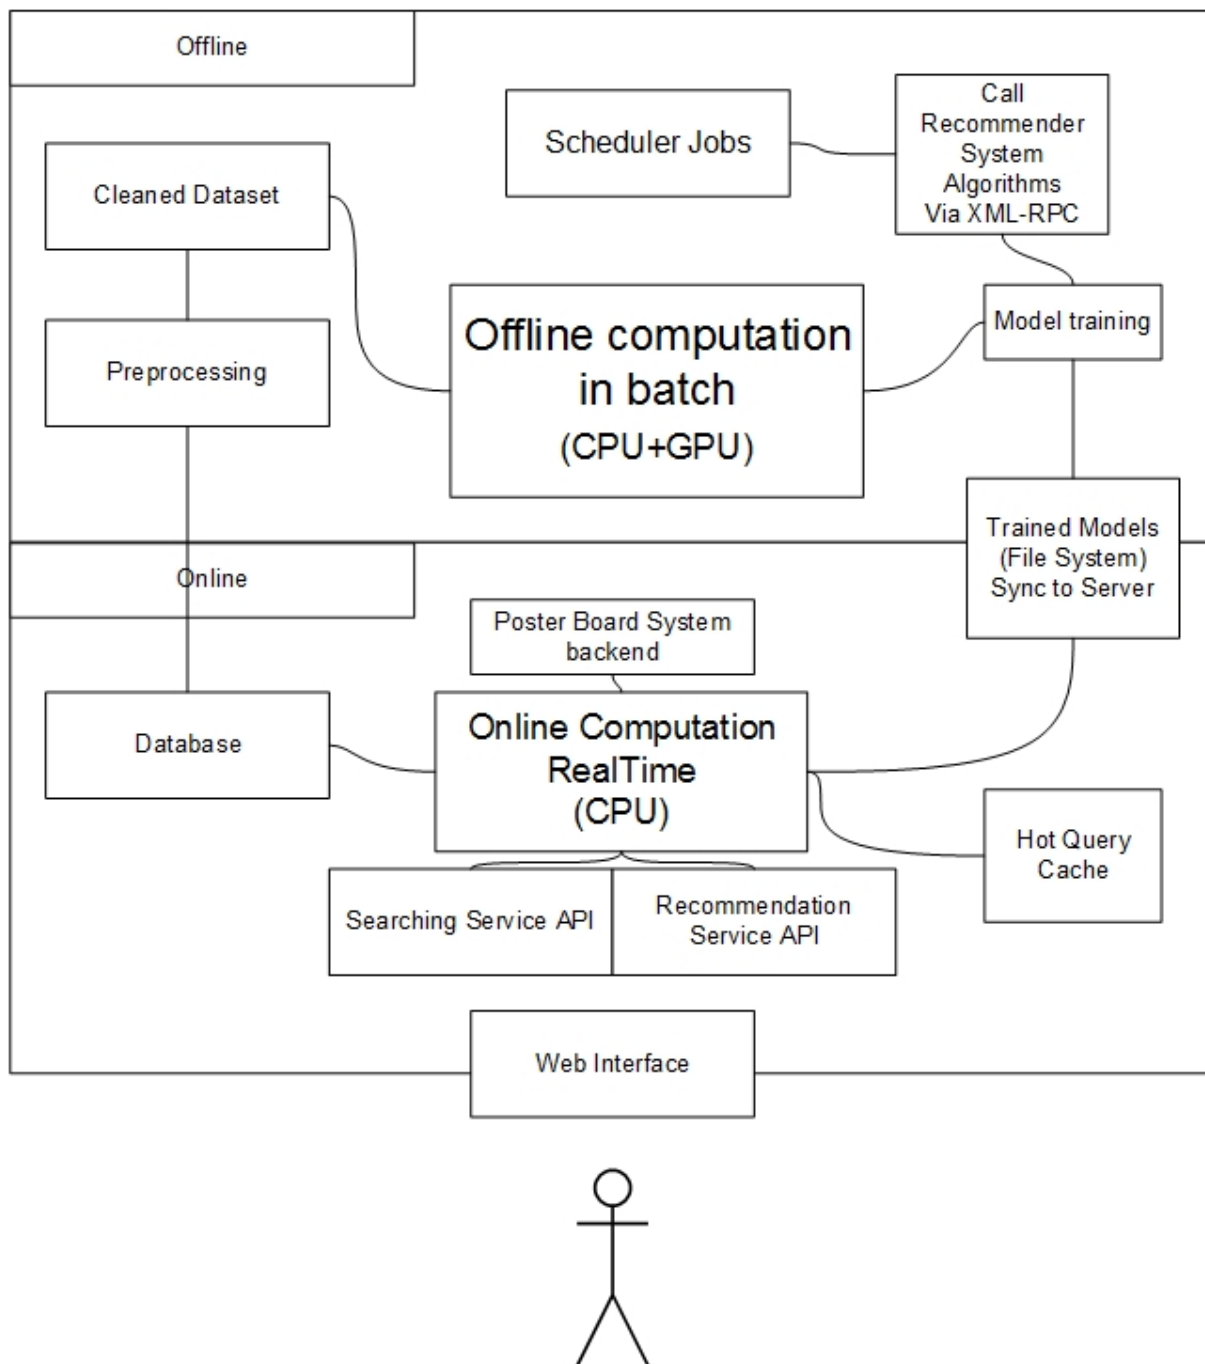 Offline
Scheduler Jobs
Call
Recommender
System
Algorithms
Via XML-RPC
Cleaned Dataset
Offline computation
in batch
(CPU+GPU)
Model training
Preprocessing
Trained Models
(File System)
Sync to Server
Online
Poster Board System
backend
Database
Online Computation
RealTime
(CPU)
Hot Query
Cache
Searching Service API
Recommendation
Service API
Web Interface